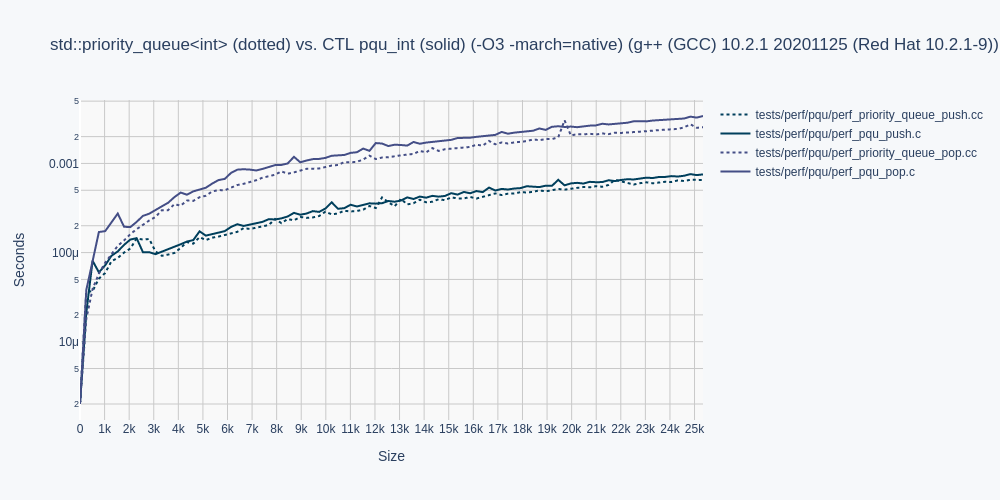 std::priority_queue<int> (dotted) vs. CTL pqu_int (solid) (-O3 -march=native) (g++ (GCC) 10.2.1 20201125 (Red Hat 10.2.1-9))
tests/perf/pqu/perf_priority_queue_push.cc
tests/perf/pqu/perf_pqu_push.c
tests/perf/pqu/perf_priority_queue_pop.cc
tests/perf/pqu/perf_pqu_pop.c
5
2
0.001
5
2
100μ
5
2
10μ
5
2
Seconds
0 1k 2k 3k 4k 5k 6k 7k 8k 9k 10k 11k 12k 13k 14k 15k 16k 17k 18k 19k 20k 21k 22k 23k 24k 25k
Size